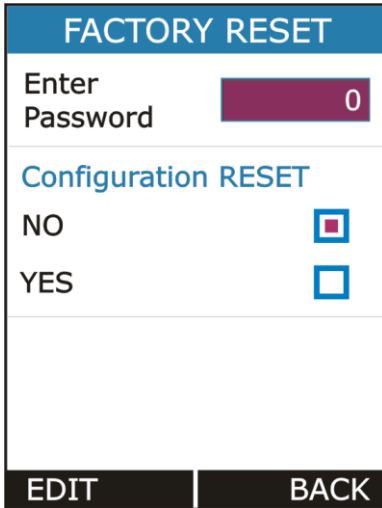 FACTORY RESET
Enter
Password
0
Configuration RESET
NO
YES
EDIT BACK